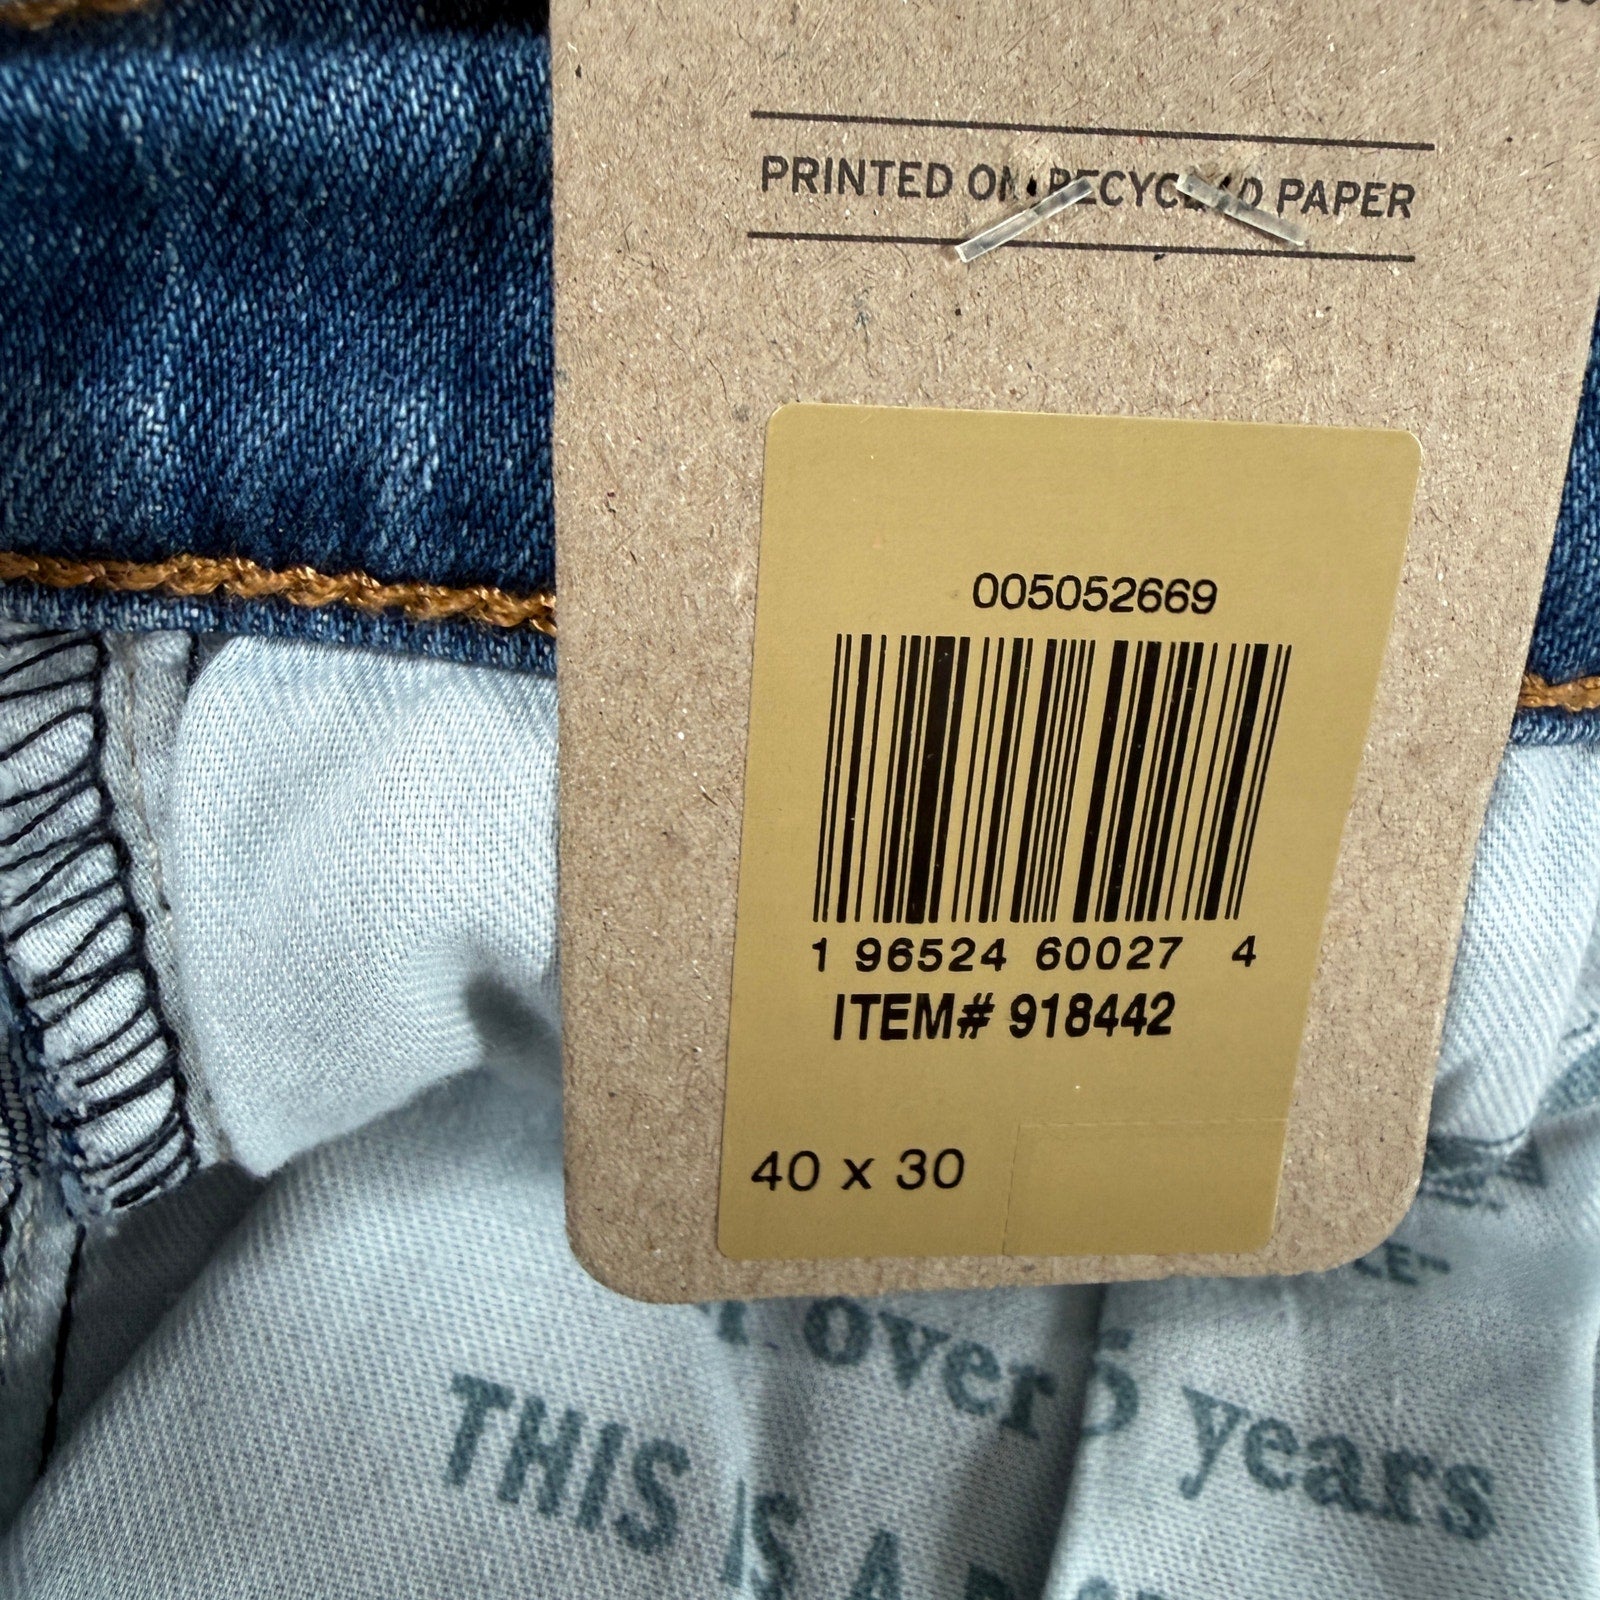 PRINTED ON RECYCLED PAPER
005052669
1 96524 60027 4
ITEM# 918442
40 x 30
over 5 years
THIS IS A